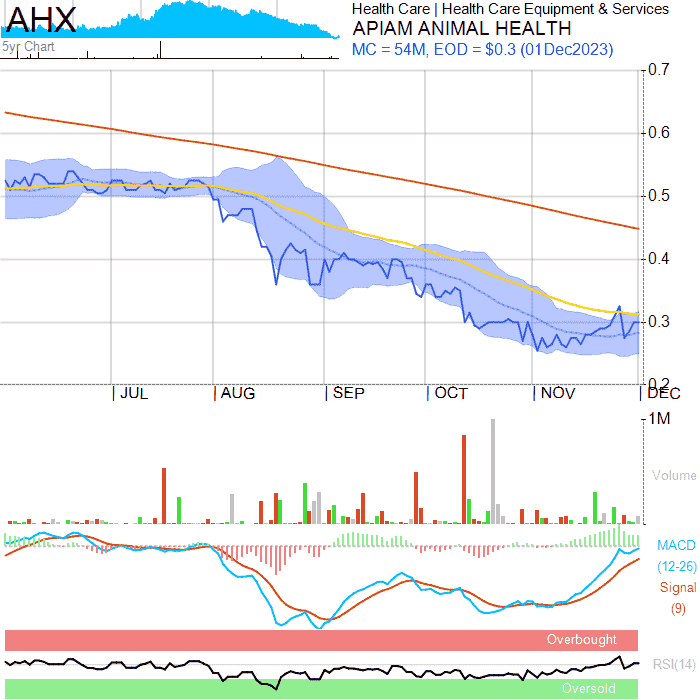 AHX
5yr Chart
Health Care | Health Care Equipment & Services
APIAM ANIMAL HEALTH
MC = 54M, EOD = $0.3 (01Dec2023)
0.7
0.6
0.5
0.4
0.3
0.2
JUL AUG SEP OCT NOV DEC
1M
Volume
MACD
(12-26)
Signal
(9)
Overbought
RSI(14)
Oversold